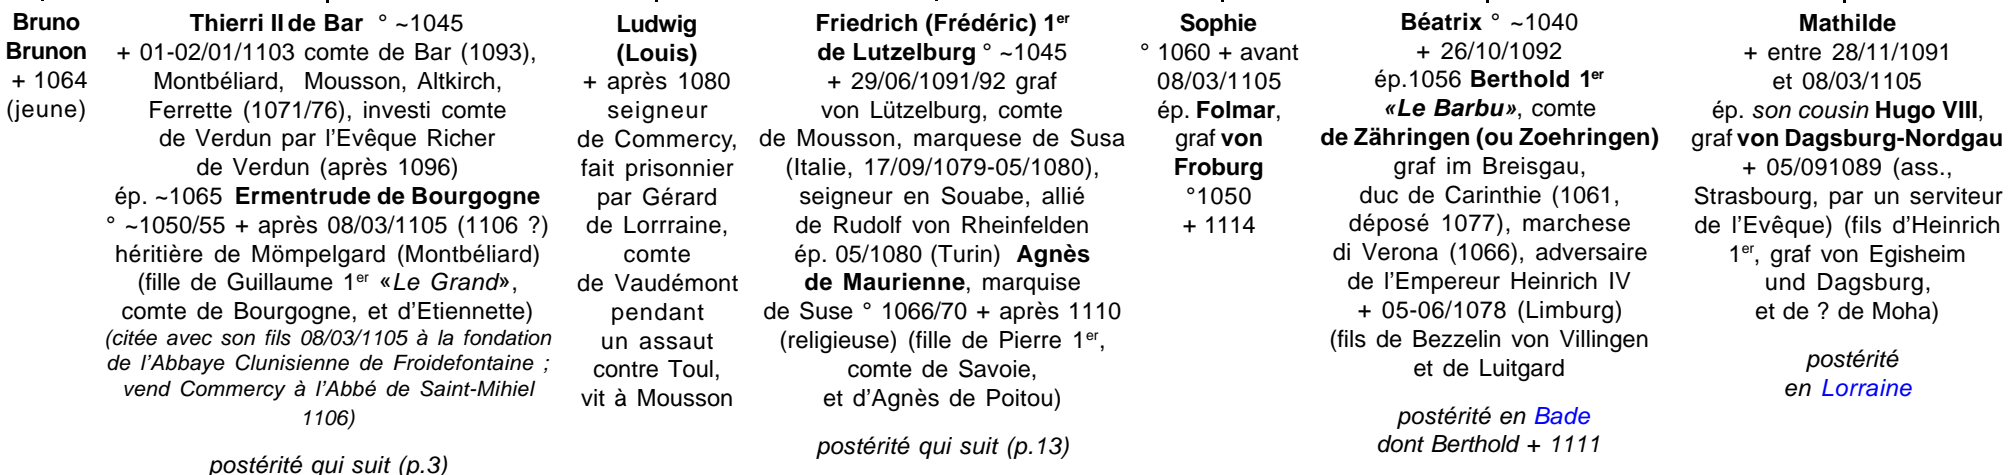 Bruno
Brunon
+ 1064
(jeune)
Thierri II de Bar ° ~1045
+ 01-02/01/1103 comte de Bar (1093),
Montbéliard, Mousson, Altkirch,
Ferrette (1071/76), investi comte
de Verdun par l'Evêque Richer
de Verdun (après 1096)
ép. ~1065 Ermentrude de Bourgogne
° ~1050/55 + après 08/03/1105 (1106 ?)
héritière de Mömpelgard (Montbéliard)
(fille de Guillaume 1er «Le Grand»,
comte de Bourgogne, et d'Etiennette)
(citée avec son fils 08/03/1105 à la fondation
de l'Abbaye Clunisienne de Froidefontaine ;
vend Commercy à l'Abbé de Saint-Mihiel
1106)
postérité qui suit (p.3)
Ludwig
(Louis)
+ après 1080
seigneur
de Commercy,
fait prisonnier
par Gérard
de Lorrraine,
comte
de Vaudémont
pendant
un assaut
contre Toul,
vit à Mousson
Friedrich (Frédéric) 1er
de Lutzelburg ° ~1045
+ 29/06/1091/92 graf
von Lützelburg, comte
de Mousson, marquese de Susa
(Italie, 17/09/1079-05/1080),
seigneur en Souabe, allié
de Rudolf von Rheinfelden
ép. 05/1080 (Turin) Agnès
de Maurienne, marquise
de Suse ° 1066/70 + après 1110
(religieuse) (fille de Pierre 1er,
comte de Savoie,
et d'Agnès de Poitou)
postérité qui suit (p.13)
Sophie
° 1060 + avant
08/03/1105
ép. Folmar,
graf von
Froburg
°1050
+ 1114
Béatrix ° ~1040
+ 26/10/1092
ép.1056 Berthold 1er
«Le Barbu», comte
de Zähringen (ou Zoehringen)
graf im Breisgau,
duc de Carinthie (1061,
déposé 1077), marchese
di Verona (1066), adversaire
de l'Empereur Heinrich IV
+ 05-06/1078 (Limburg)
(fils de Bezzelin von Villingen
et de Luitgard
postérité en Bade
dont Berthold + 1111
Mathilde
+ entre 28/11/1091
et 08/03/1105
ép. son cousin Hugo VIII,
graf von Dagsburg-Nordgau
+ 05/091089 (ass.,
Strasbourg, par un serviteur
de l'Evêque) (fils d'Heinrich
1er, graf von Egisheim
und Dagsburg,
et de ? de Moha)
postérité
en Lorraine